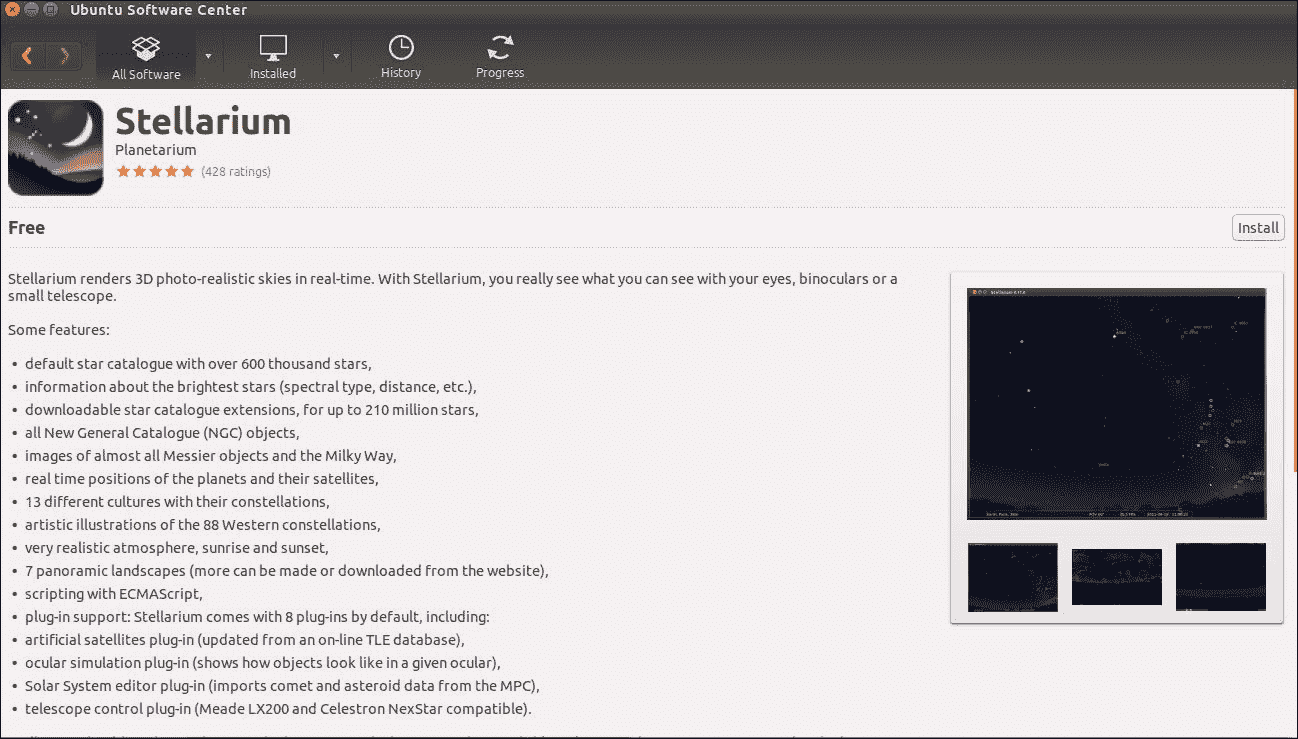 Ubuntu Software Center
All Software
Installed
History
Progress
Stellarium
Planetarium
(428 ratings)
Free
Install
Stellarium renders 3D photo-realistic skies in real-time. With Stellarium, you really see what you can see with your eyes, binoculars or a
small telescope.
Some features:
• default star catalogue with over 600 thousand stars,
• information about the brightest stars (spectral type, distance, etc.),
• downloadable star catalogue extensions, for up to 210 million stars,
• all New General Catalogue (NGC) objects,
• images of almost all Messier objects and the Milky Way,
• real time positions of the planets and their satellites,
• 13 different cultures with their constellations,
• artistic illustrations of the 88 Western constellations,
• very realistic atmosphere, sunrise and sunset,
• 7 panoramic landscapes (more can be made or downloaded from the website),
• scripting with ECMAScript,
• plug-in support: Stellarium comes with 8 plug-ins by default, including:
• artificial satellites plug-in (updated from an on-line TLE database),
• ocular simulation plug-in (shows how objects look like in a given ocular),
• Solar System editor plug-in (imports comet and asteroid data from the MPC),
• telescope control plug-in (Meade LX200 and Celestron NexStar compatible).